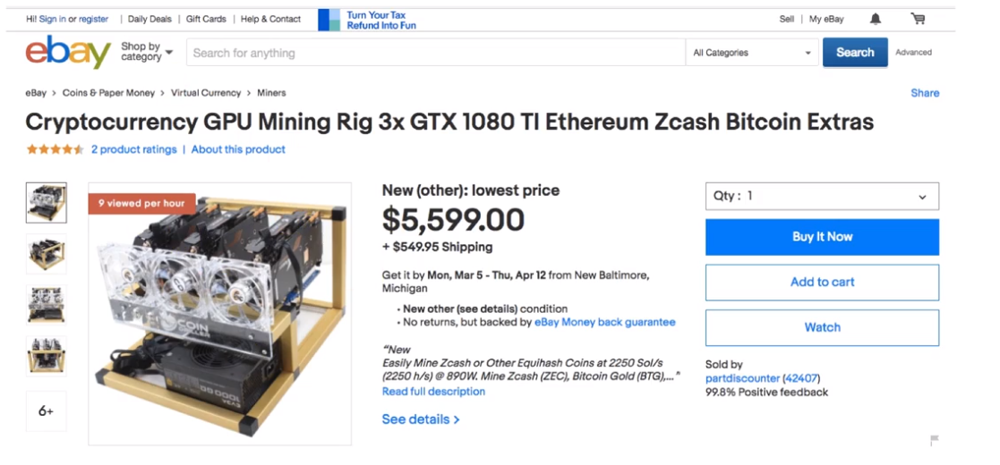 Hi! Sign in or register | Daily Deals | Gift Cards | Help & Contact
Turn Your Tax
Refund Into Fun
Sell | My eBay
ebay
Shop by
category
Search for anything
All Categories
Search
Advanced
eBay > Coins & Paper Money > Virtual Currency > Miners
Share
Cryptocurrency GPU Mining Rig 3x GTX 1080 TI Ethereum Zcash Bitcoin Extras
2 product ratings | About this product
9 viewed per hour
COIN
6+
New (other): lowest price
$5,599.00
+ $549.95 Shipping
Get it by Mon, Mar 5 - Thu, Apr 12 from New Baltimore,
Michigan
• New other (see details) condition
• No returns, but backed by eBay Money back guarantee
“New
Easily Mine Zcash or Other Equihash Coins at 2250 Sol/s
(2250 h/s) @ 890W. Mine Zcash (ZEC), Bitcoin Gold (BTG),... ”
Read full description
See details >
Qty : 1
Buy It Now
Add to cart
Watch
Sold by
partdiscounter (42407)
99.8% Positive feedback